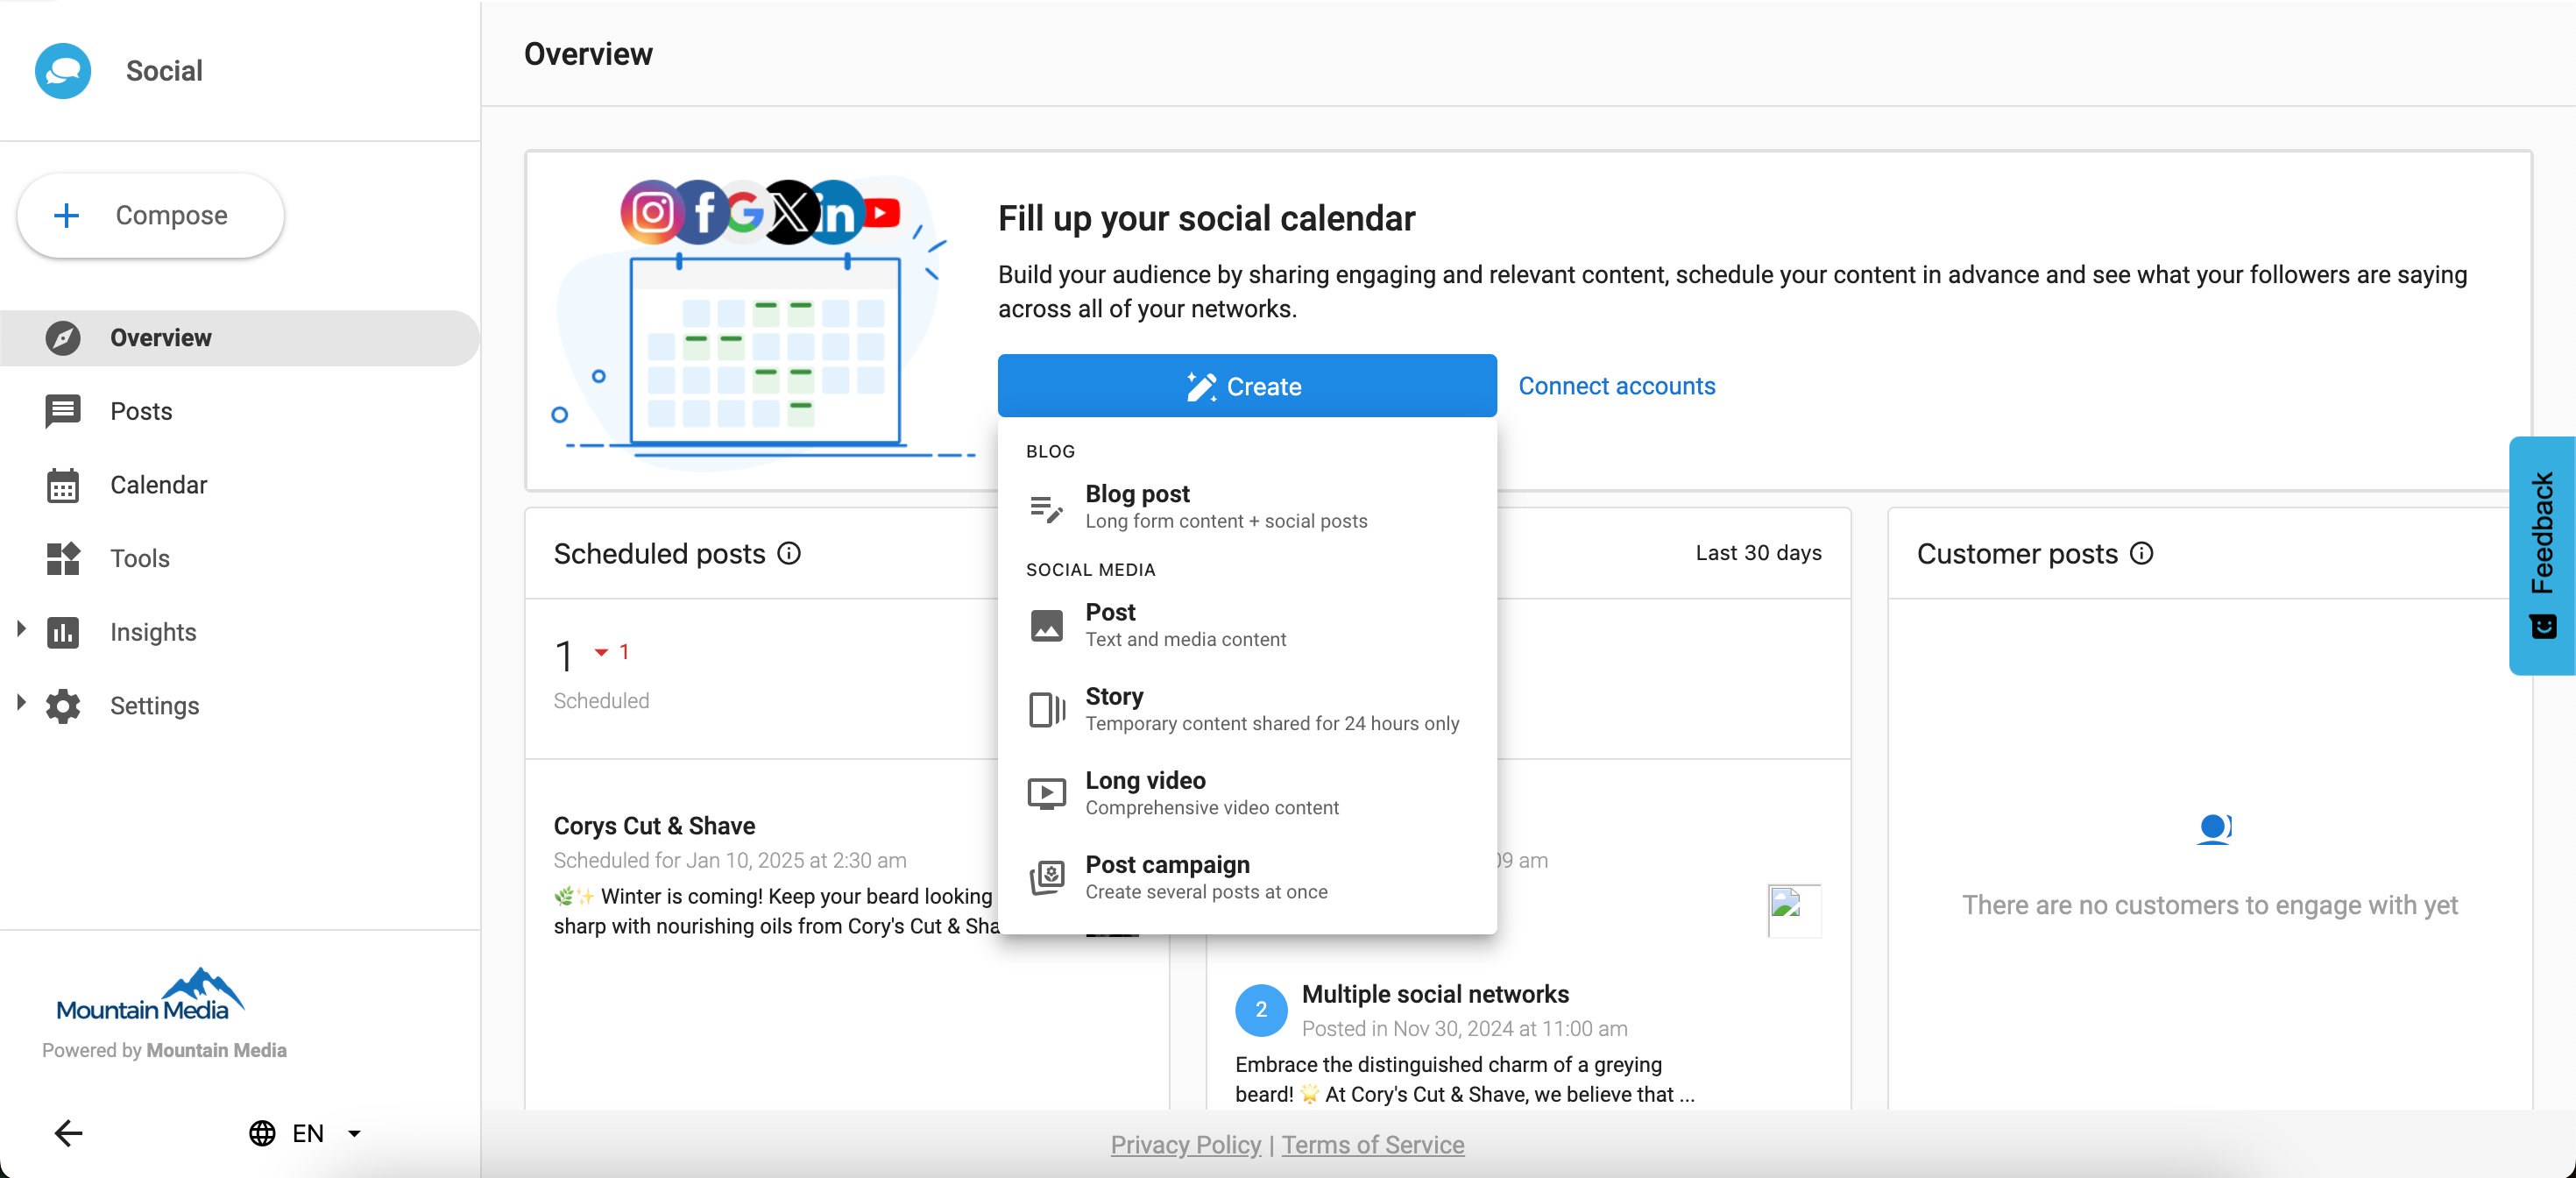 Social
Compose
Overview
Posts
Calendar
Tools
Insights
Settings
Mountain Media
Powered by Mountain Media
EN
Overview
Fill up your social calendar
Build your audience by sharing engaging and relevant content, schedule your content in advance and see what your followers are saying
across all of your networks.
Create
Connect accounts
BLOG
Blog post
Long form content + social posts
SOCIAL MEDIA
Post
Text and media content
Story
Temporary content shared for 24 hours only
Long video
Comprehensive video content
Post campaign
Create several posts at once
Scheduled posts
1
1
Scheduled
Corys Cut & Shave
Scheduled for Jan 10, 2025 at 2:30 am
🌿✨ Winter is coming! Keep your beard looking
sharp with nourishing oils from Cory's Cut & Sha
Last 30 days
09 am
2
Multiple social networks
Posted in Nov 30, 2024 at 11:00 am
Embrace the distinguished charm of a greying
beard! 🌟 At Cory's Cut & Shave, we believe that ...
Customer posts
There are no customers to engage with yet
Feedback
Privacy Policy | Terms of Service